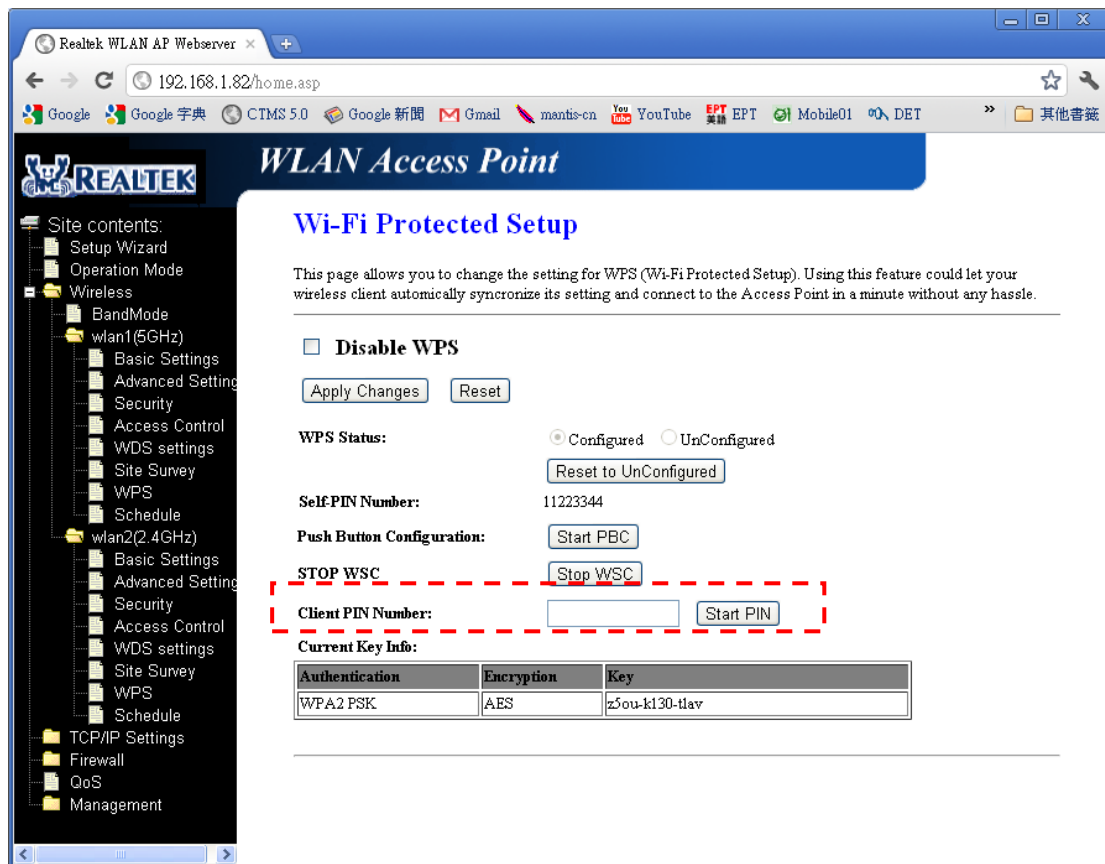 Realtek WLAN AP Webserver
192.168.1.82/home.asp
Google Google 字典 CTMS 5.0 Google 新聞 Gmail mantis-cn YouTube EPT Mobile01 DET » 其他書籤
REALTEK
WLAN Access Point
Site contents:
Setup Wizard
Operation Mode
Wireless
BandMode
wlan1(5GHz)
Basic Settings
Advanced Setting
Security
Access Control
WDS settings
Site Survey
WPS
Schedule
wlan2(2.4GHz)
Basic Settings
Advanced Setting
Security
Access Control
WDS settings
Site Survey
WPS
Schedule
TCP/IP Settings
Firewall
QoS
Management
Wi-Fi Protected Setup
This page allows you to change the setting for WPS (Wi-Fi Protected Setup). Using this feature could let your
wireless client automically syncronize its setting and connect to the Access Point in a minute without any hassle.
Disable WPS
Apply Changes Reset
WPS Status: Configured UnConfigured
Reset to UnConfigured
Self-PIN Number: 11223344
Push Button Configuration: Start PBC
STOP WSC Stop WSC
Client PIN Number: Start PIN
Current Key Info:
Authentication Encryption Key
WPA2 PSK AES z5ou-k130-tlav